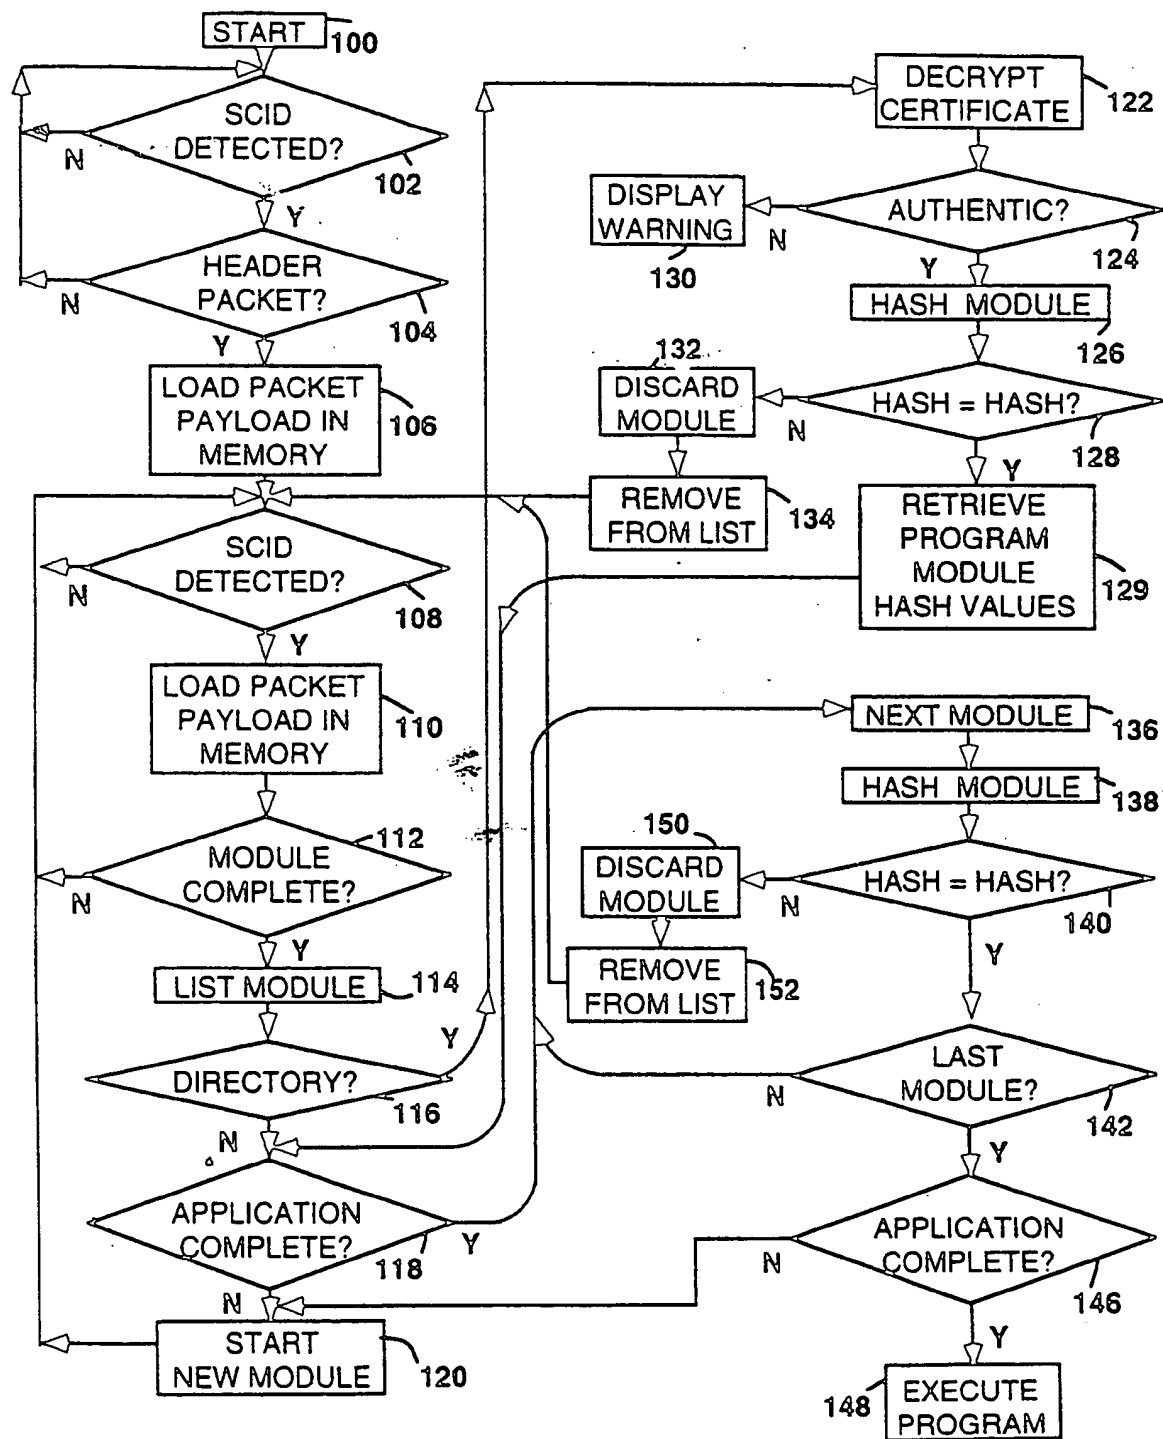 START
100
SCID
DETECTED?
102
N
Y
HEADER
PACKET?
104
N
Y
LOAD PACKET
PAYLOAD IN
MEMORY
106
SCID
DETECTED?
108
N
Y
LOAD PACKET
PAYLOAD IN
MEMORY
110
112
MODULE
COMPLETE?
N
Y
LIST MODULE
114
DIRECTORY?
116
Y
N
APPLICATION
COMPLETE?
118
Y
N
START
NEW MODULE
120
DECRYPT
CERTIFICATE
122
AUTHENTIC?
124
N
DISPLAY
WARNING
130
Y
HASH MODULE
126
HASH = HASH?
128
N
132
DISCARD
MODULE
REMOVE
FROM LIST
134
Y
RETRIEVE
PROGRAM
MODULE
HASH VALUES
129
NEXT MODULE
136
HASH MODULE
138
HASH = HASH?
140
N
150
DISCARD
MODULE
REMOVE
FROM LIST
152
Y
LAST
MODULE?
142
N
Y
APPLICATION
COMPLETE?
146
N
Y
EXECUTE
PROGRAM
148